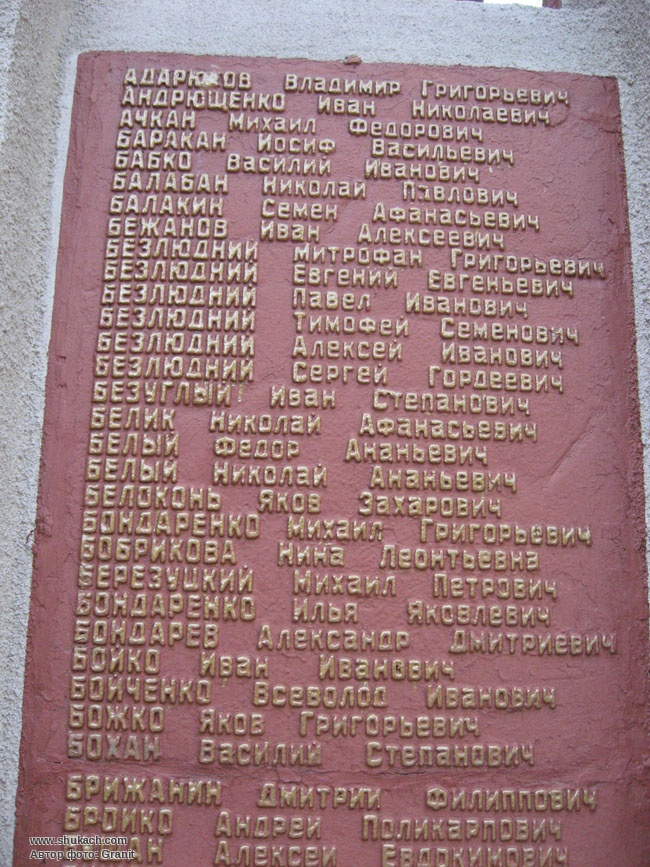 АДАРЮКОВ Владимир Григорьевич
АНДРЮЩЕНКО Иван Николаевич
АЧКАН Михаил Федорович
БАРАКАН Иосиф Васильевич
БАБКО Василий Иванович
БАЛАБАН Николай Павлович
БАЛАКИН Семен Афанасьевич
БЕЖАНОВ Иван Алексеевич
БЕЗЛЮДНИЙ Митрофан Григорьевич
БЕЗЛЮДНИЙ Евгений Евгеньевич
БЕЗЛЮДНИЙ Павел Иванович
БЕЗЛЮДНИЙ Тимофей Семенович
БЕЗЛЮДНИЙ Алексей Иванович
БЕЗЛЮДНИЙ Сергей Гордеевич
БЕЗУГЛЫЙ Иван Степанович
БЕЛИК Николай Афанасьевич
БЕЛЫЙ Федор Ананьевич
БЕЛЫЙ Николай Ананьевич
БЕЛОКОНЬ Яков Захарович
БОНДАРЕНКО Михаил Григорьевич
БОБРИКОВА Нина Леонтьевна
БЕРЕЗУЦКИЙ Михаил Петрович
БОНДАРЕНКО Илья Яковлевич
БОНДАРЕВ Александр Дмитриевич
БОЙКО Иван Иванович
БОЙЧЕНКО Всеволод Иванович
БОЖКО Яков Григорьевич
БОХАН Василий Степанович
БРИЖАНИН Дмитрий Филиппович
БРОЙКО Андрей Поликарпович
Алексей Евдокинович
www.shukach.com
Автор фото: Granit